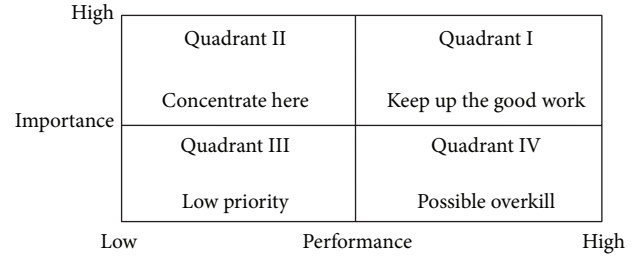 High
Quadrant II
Quadrant I
Concentrate here
Keep up the good work
Importance
Quadrant III
Quadrant IV
Low priority
Possible overkill
Low
Performance
High